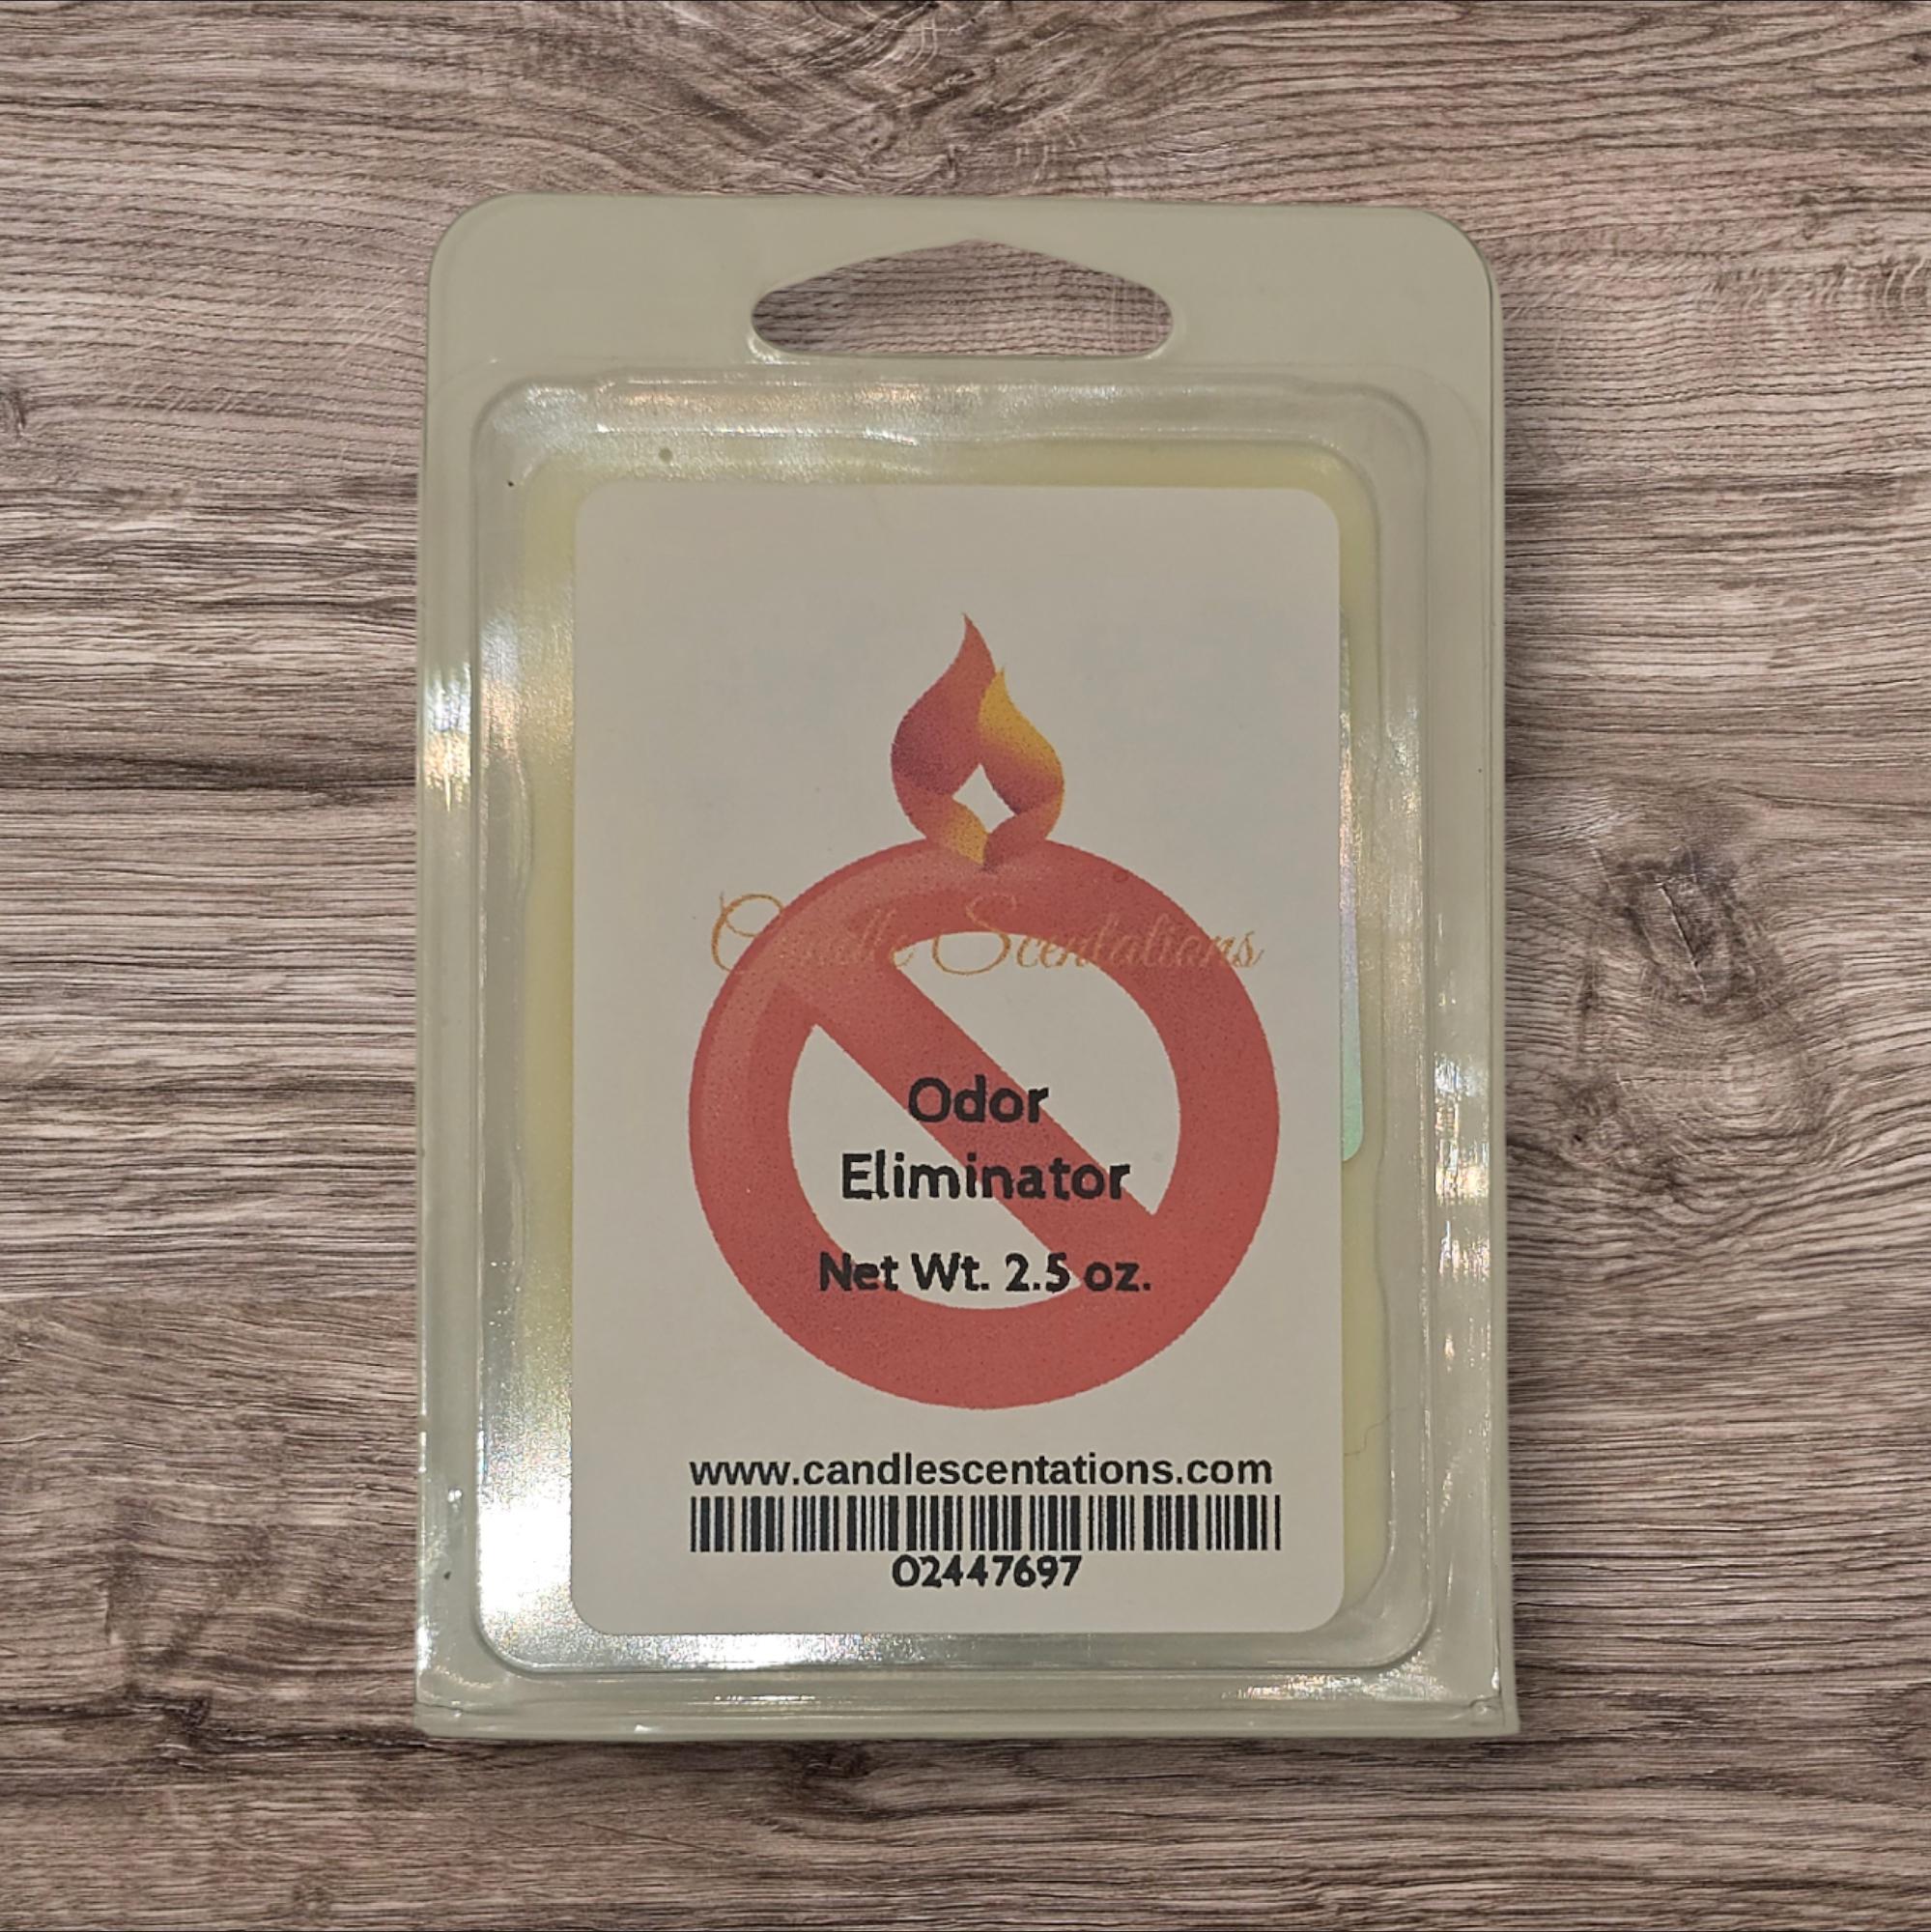 Candle Scentations
Odor
Eliminator
Net Wt. 2.5 oz.
www.candlescentations.com
02447697